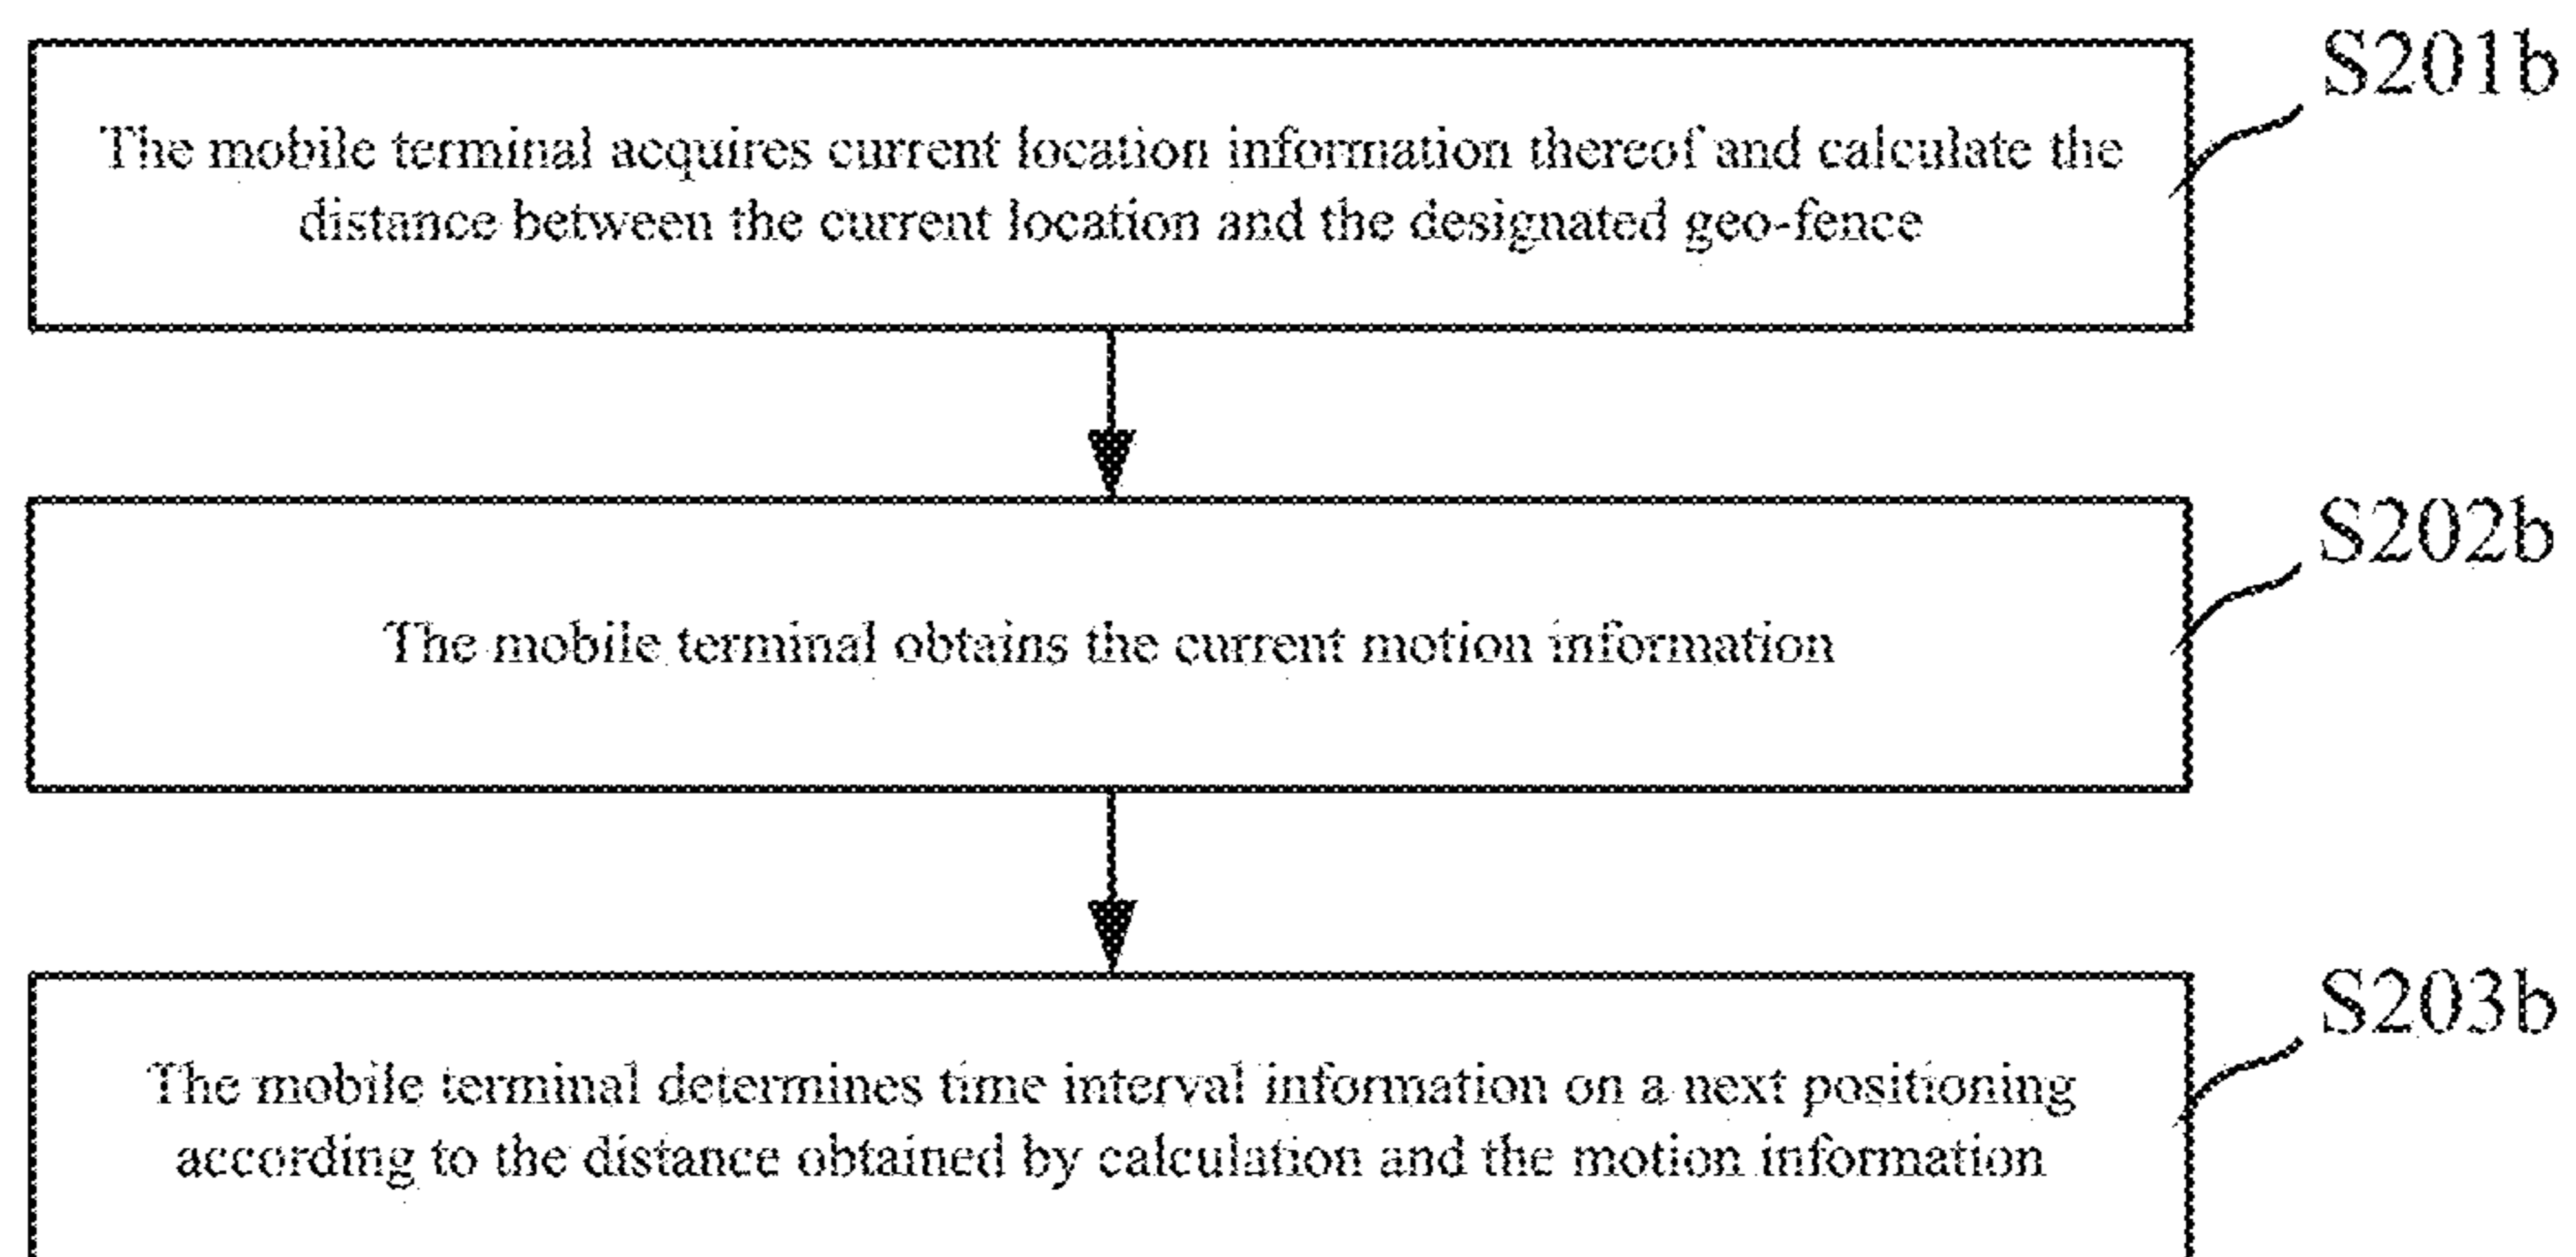 S201b
The mobile terminal acquires current location information thereof and calculate the
distance between the current location and the designated geo-fence
S202b
The mobile terminal obtains the current motion information
S203b
The mobile terminal determines time interval information on a next positioning
according to the distance obtained by calculation and the motion information